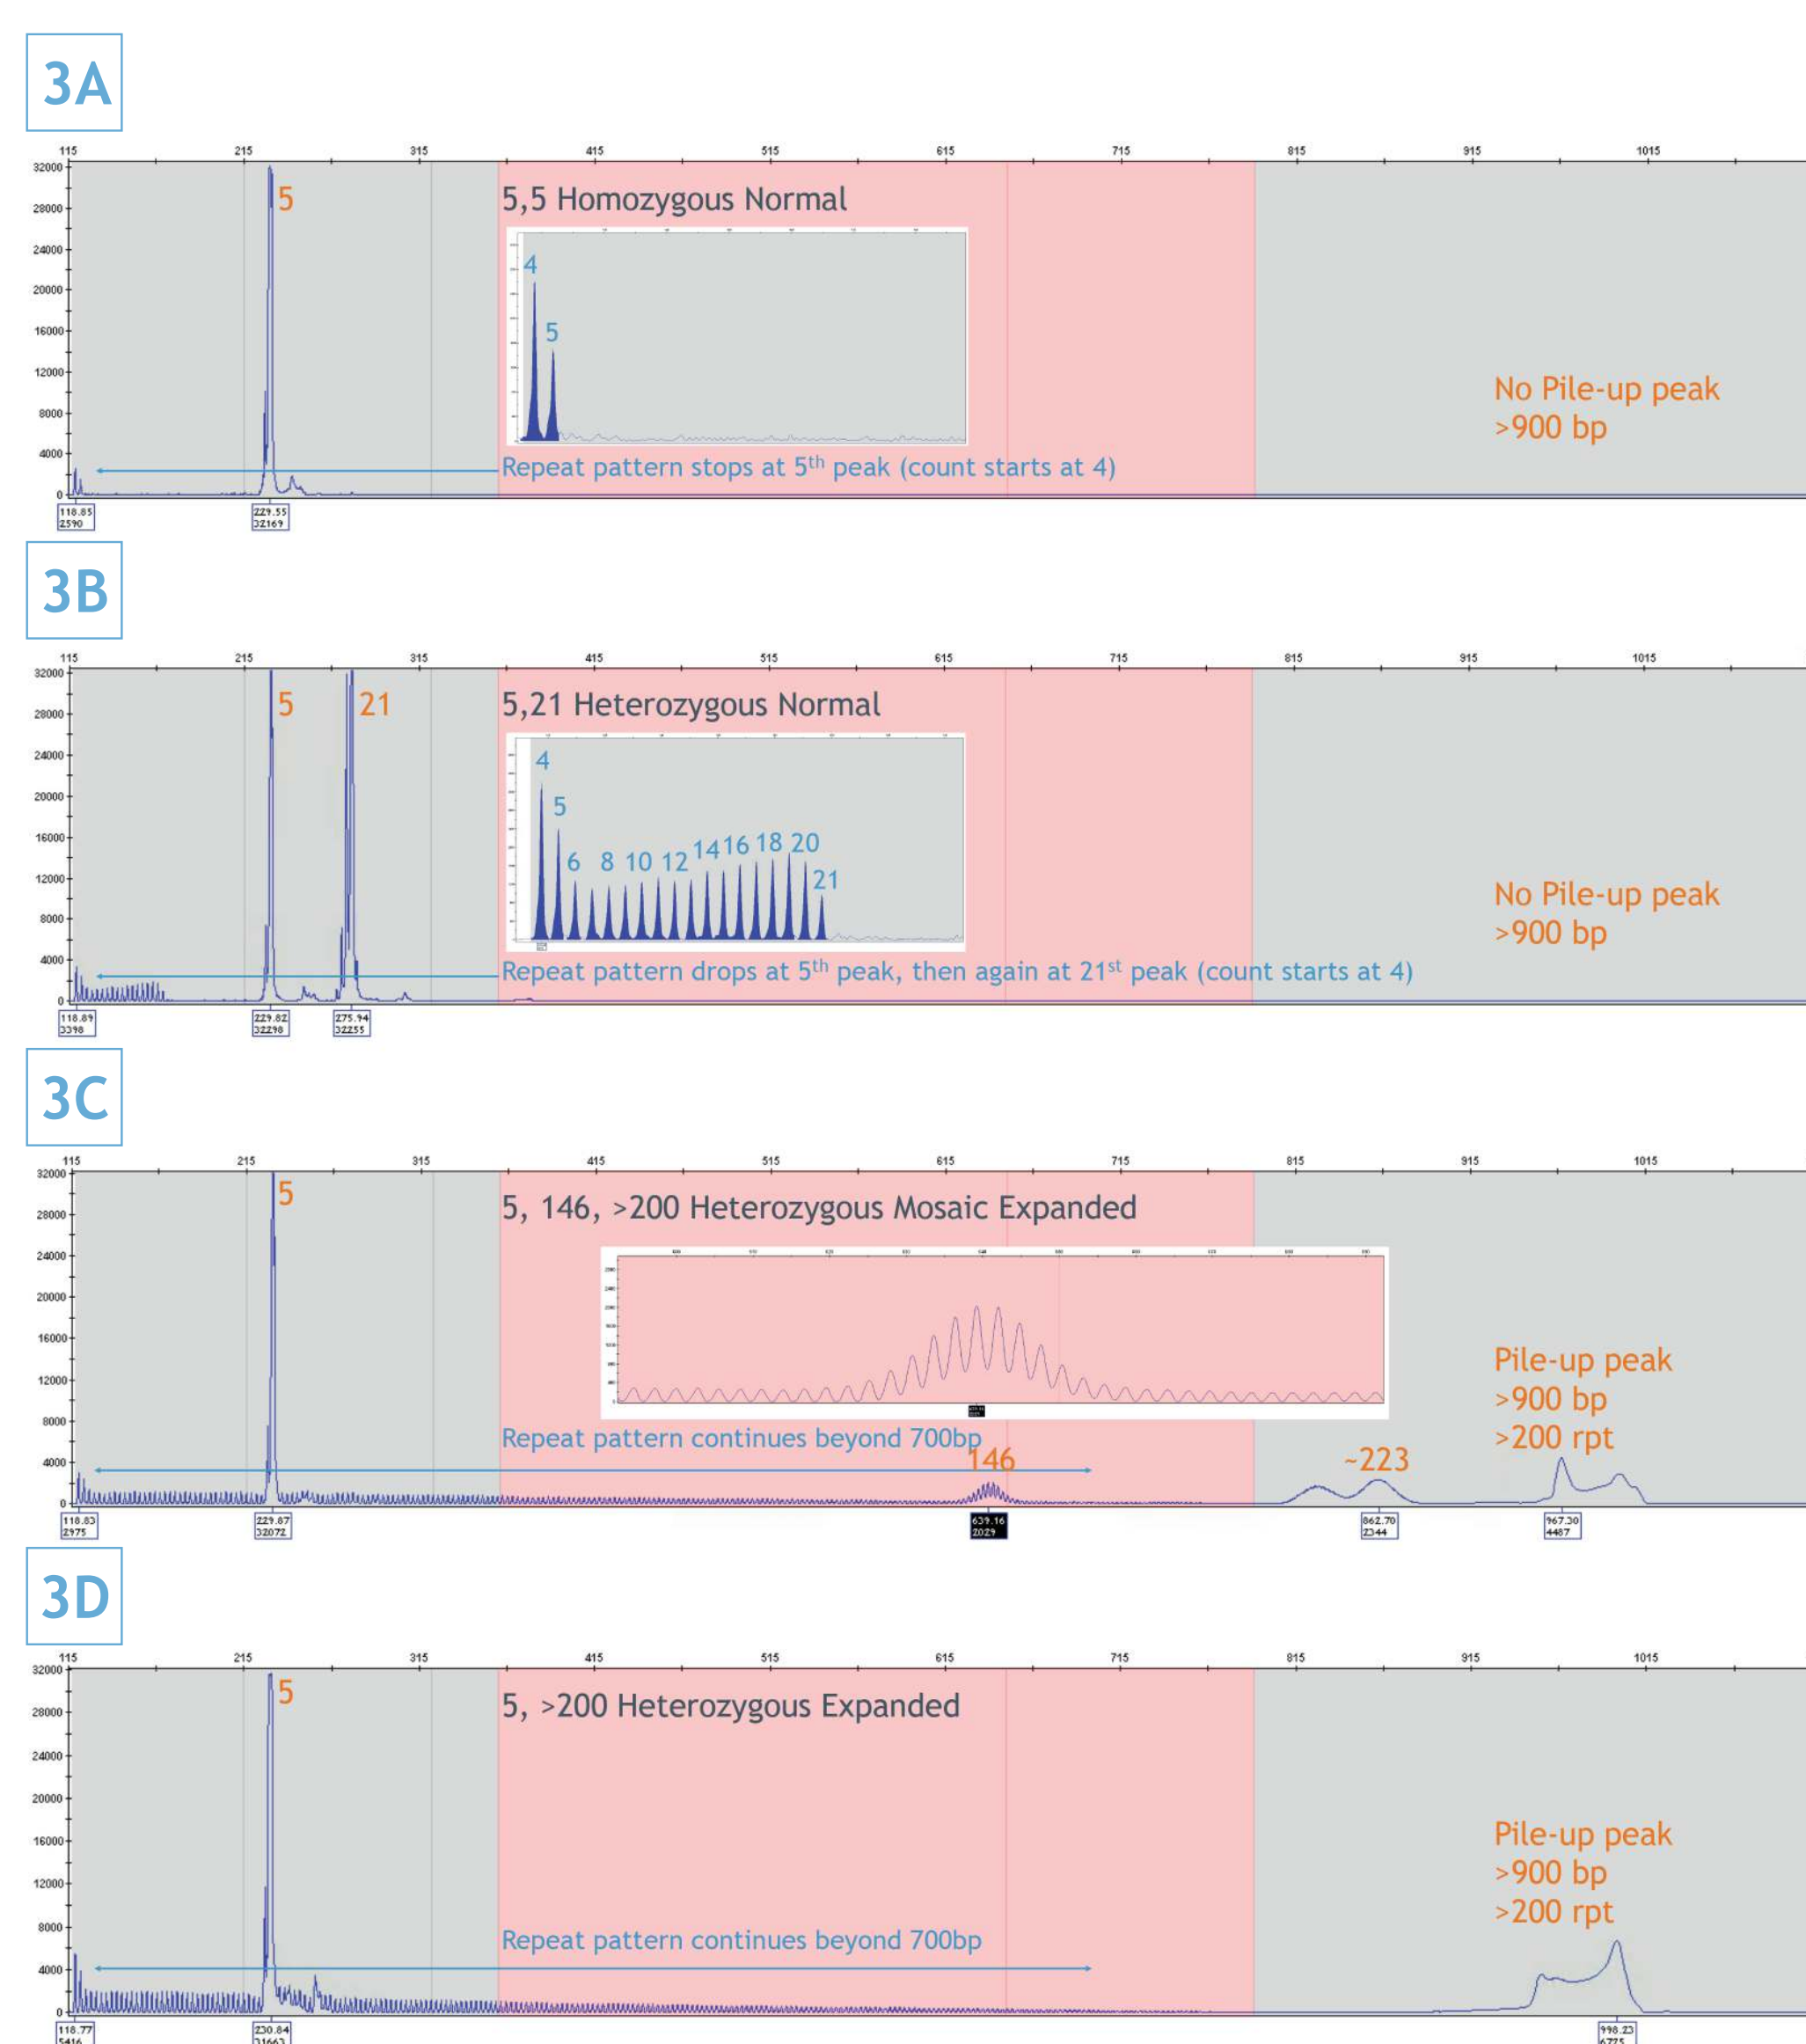 3A
115 215 315 415 515 615 715 815 915 1015
32000
28000
24000
20000
16000
12000
8000
4000
0
5
5,5 Homozygous Normal
4
5
No Pile-up peak
>900 bp
Repeat pattern stops at 5th peak (count starts at 4)
118.85
2590
229.55
32169
3B
115 215 315 415 515 615 715 815 915 1015
32000
28000
24000
20000
16000
12000
8000
4000
0
5 21
5,21 Heterozygous Normal
4
5
6 8 10 12 14 16 18 20
21
No Pile-up peak
>900 bp
Repeat pattern drops at 5th peak, then again at 21st peak (count starts at 4)
118.89
3398
229.82
32298
275.94
32255
3C
115 215 315 415 515 615 715 815 915 1015
32000
28000
24000
20000
16000
12000
8000
4000
0
5
5, 146, >200 Heterozygous Mosaic Expanded
Pile-up peak
>900 bp
>200 rpt
Repeat pattern continues beyond 700bp
146
~223
118.83
2975
229.87
32072
639.16
2029
862.70
2344
967.30
4487
3D
115 215 315 415 515 615 715 815 915 1015
32000
28000
24000
20000
16000
12000
8000
4000
0
5
5, >200 Heterozygous Expanded
Pile-up peak
>900 bp
>200 rpt
Repeat pattern continues beyond 700bp
118.77
5416
230.84
31663
998.23
6725